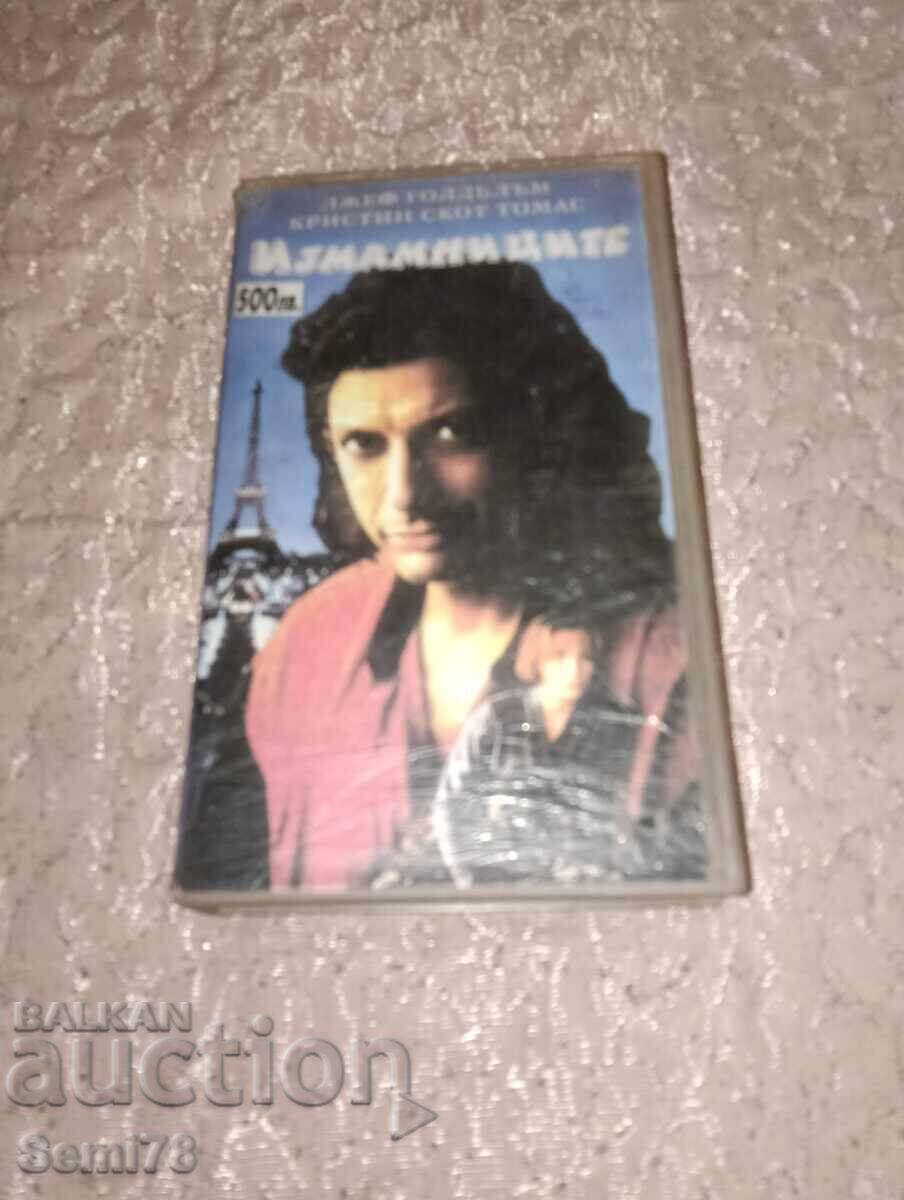 ДЖЕФ ГОЛДБЛЪМ
КРИСТИН СКОТ ТОМАС
ИЗМАМНИЦИТЕ
500лв.
BALKAN
auction
Semi78